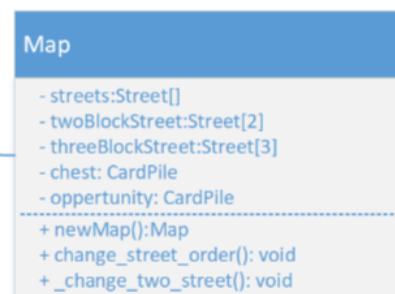 Map
- streets:Street[]
- twoBlockStreet:Street[2]
- threeBlockStreet:Street[3]
- chest: CardPile
- oppertunity: CardPile
+ newMap():Map
+ change_street_order(): void
+ _change_two_street(): void